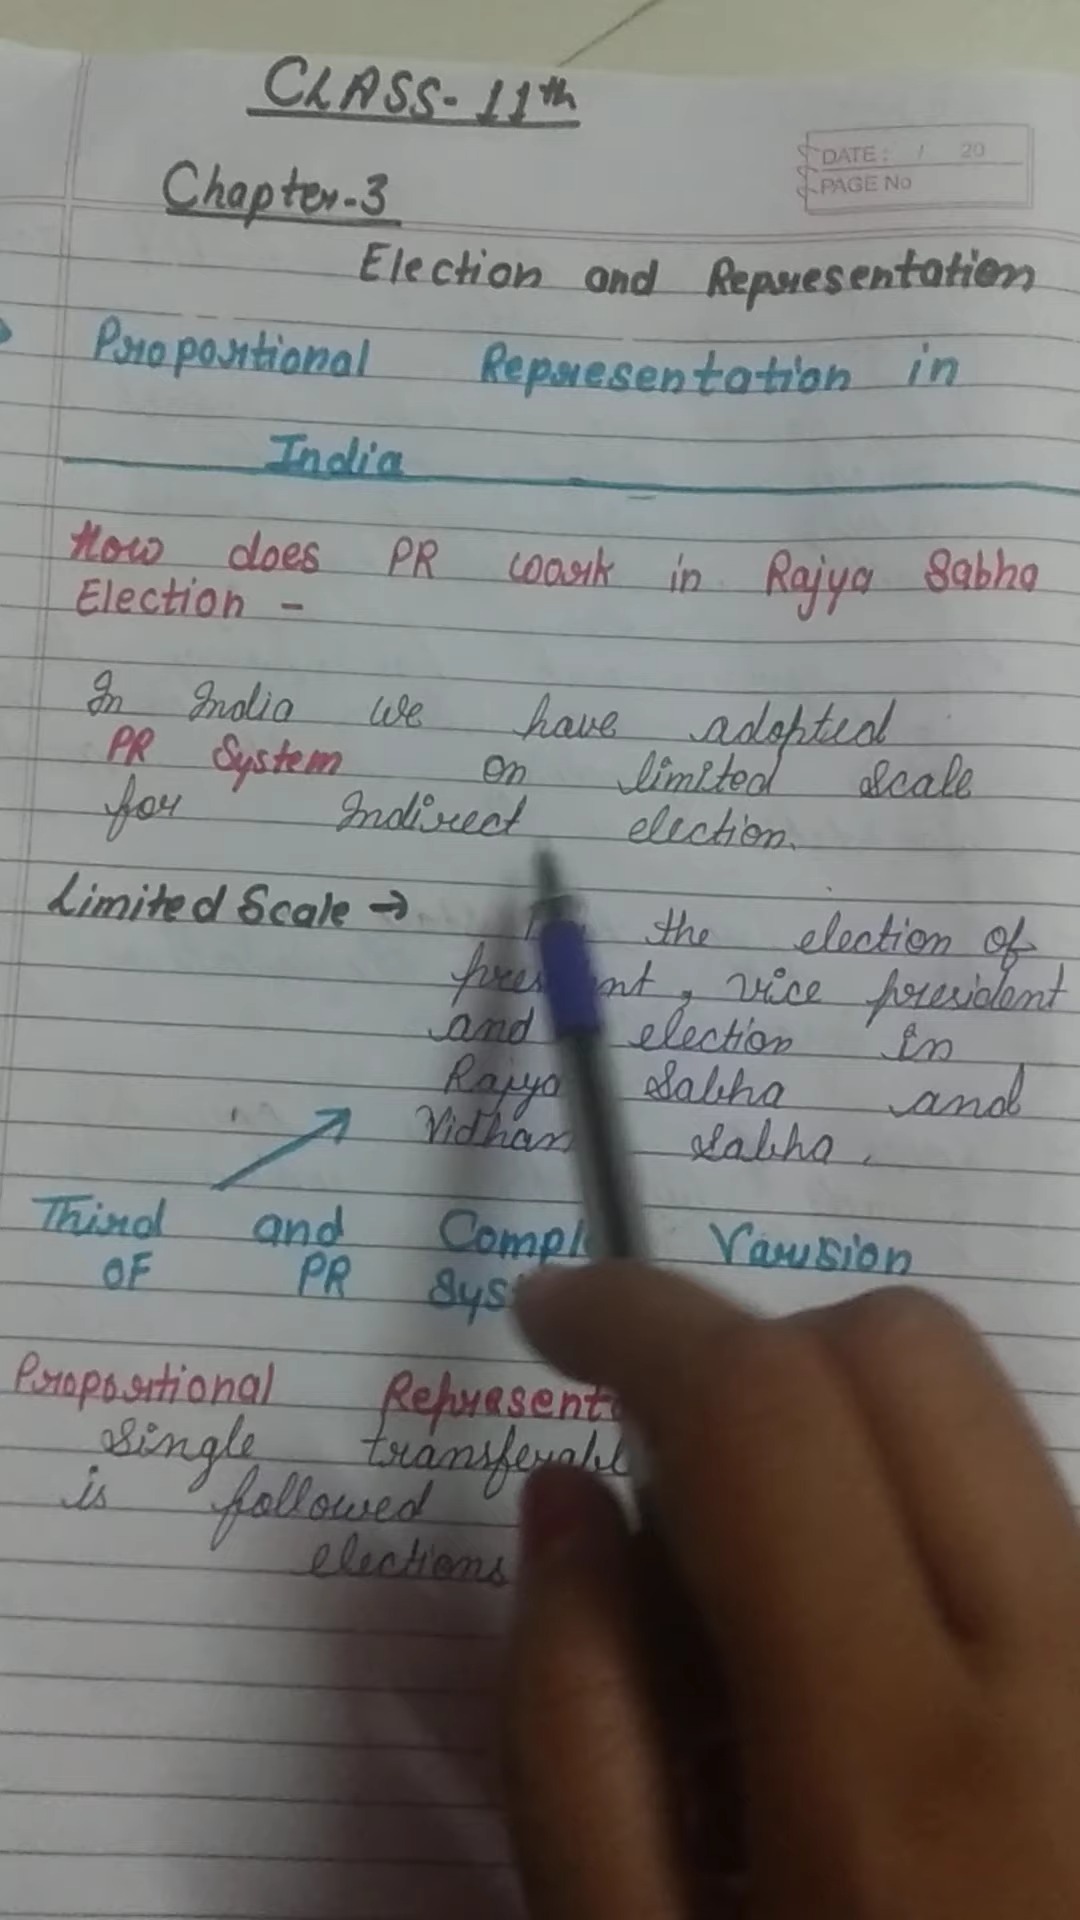 CLASS- 11th
DATE: / 20
PAGE No
Chapter-3
Election and Representation
Proportional Representation in
India
How does PR work in Rajya Sabha
Election -
In India we have adopted
PR System on limited scale
for Indirect election.
Limited Scale →
the election of
vice president
and election in
Rajya Sabha and
Vidhan Sabha.
Third and Varusion
OF PR
Proportional
Single
is followed
elections